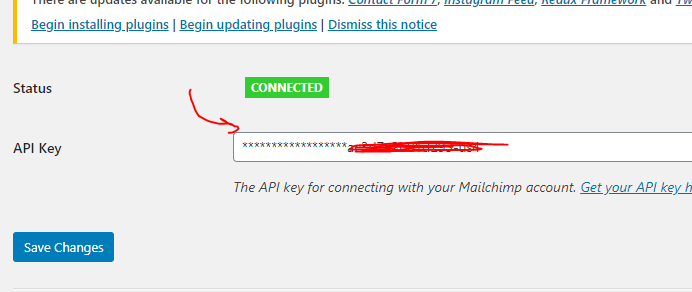 There are updates available for the following plugins: Contact Form 7, Instagram Feed, Redux Framework and
Begin installing plugins | Begin updating plugins | Dismiss this notice
Status CONNECTED
API Key ******************
The API key for connecting with your Mailchimp account. Get your API key h
Save Changes